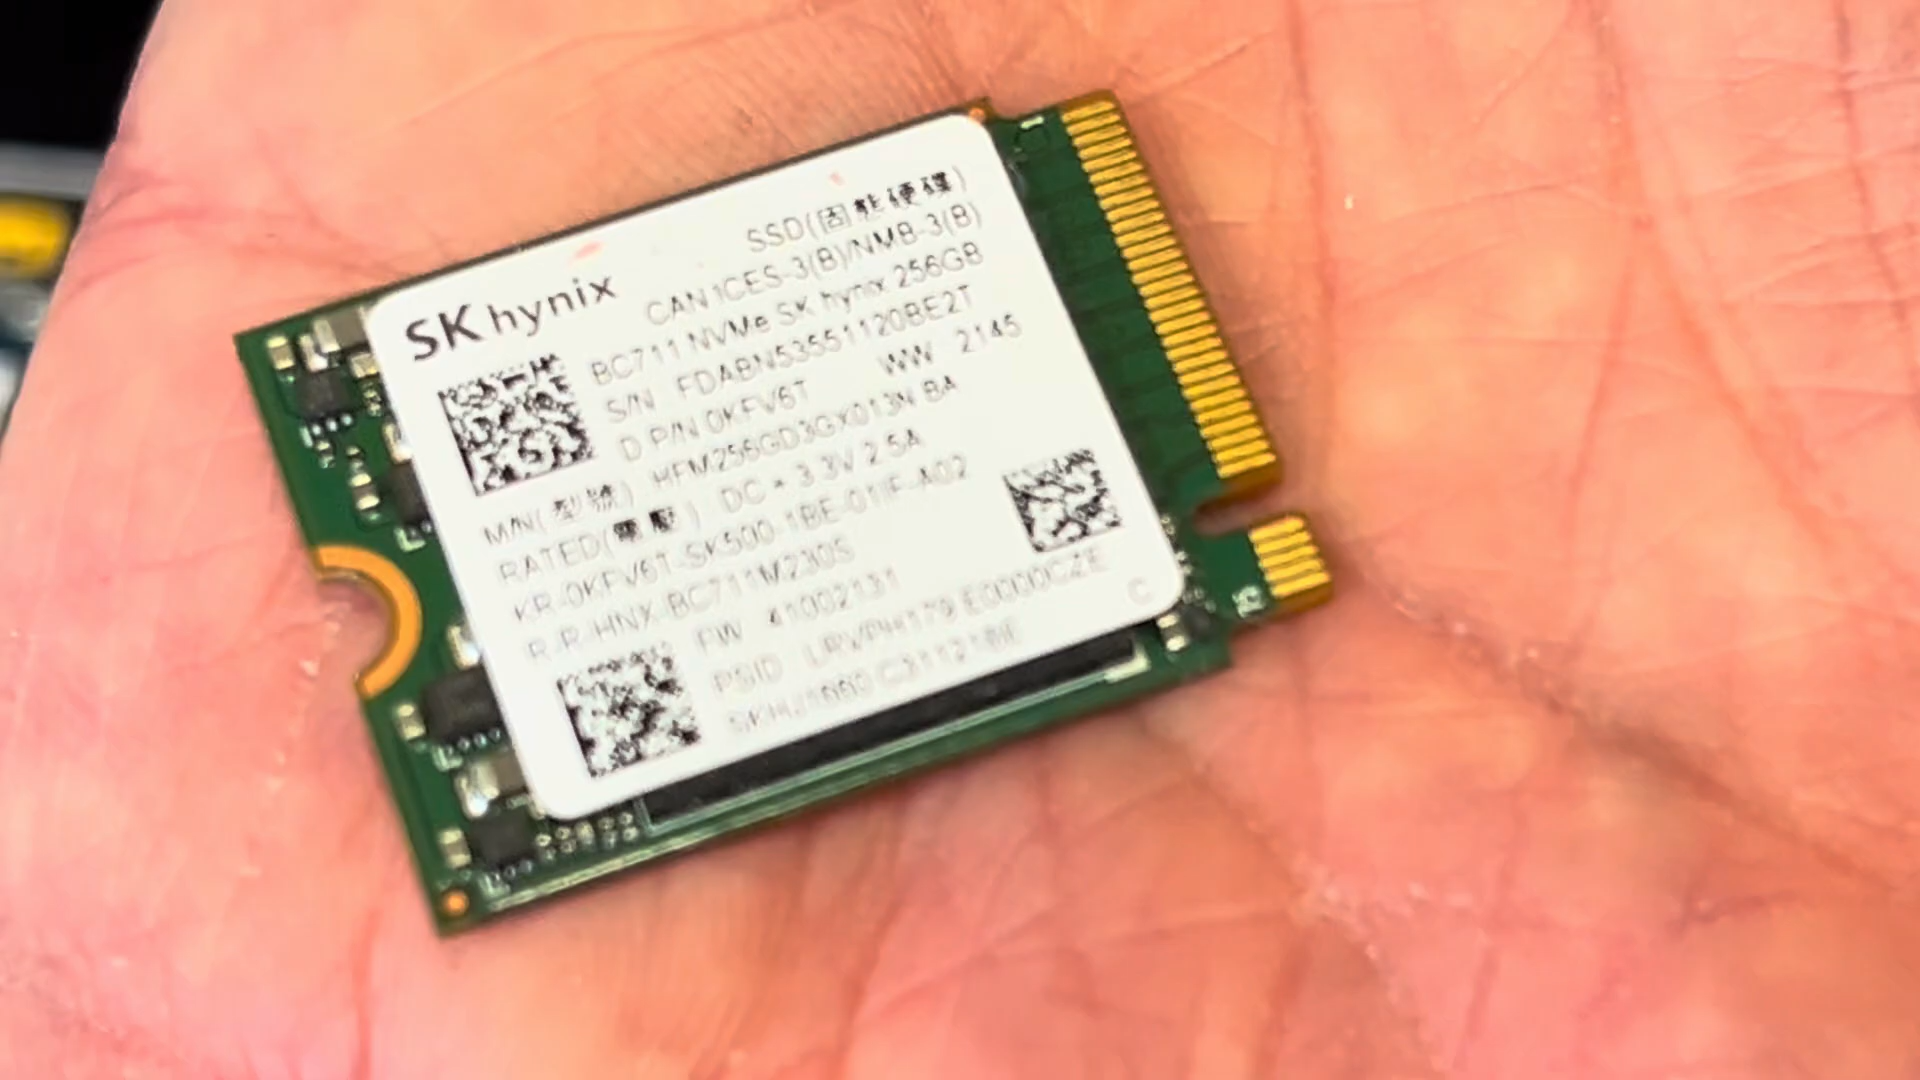 SK hynix
SSD(固態硬碟)
CAN ICES-3(B)/NMB-3(B)
BC711 NVMe SK hynix 256GB
S/N FDABN53551120BE2T
D P/N 0KFV6T WW 2145
M/N(型號) HFM256GD3GX013N BA
RATED(電壓) DC + 3.3V 2.5A
KR-0KFV6T-SK500-1BE-01IF-A02
R-R-HNX-BC711M230S
FW 41002131
PSID
C